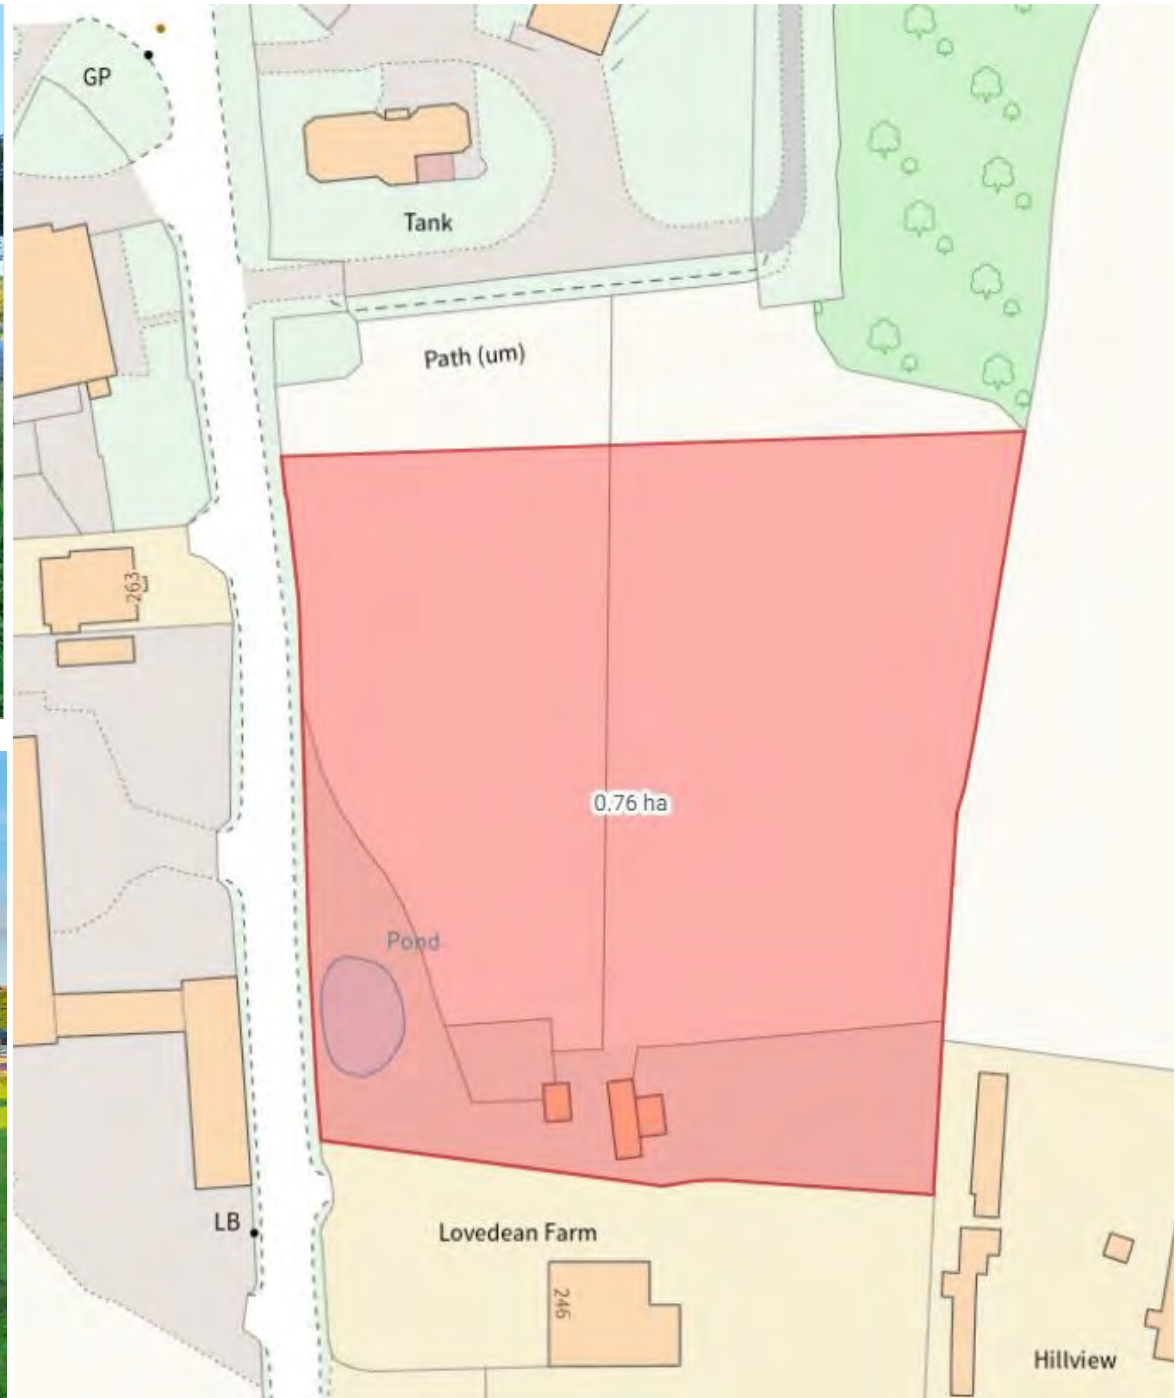 GP
Tank
Path (um)
263
0.76 ha
Pond
LB
Lovedean Farm
246
Hillview